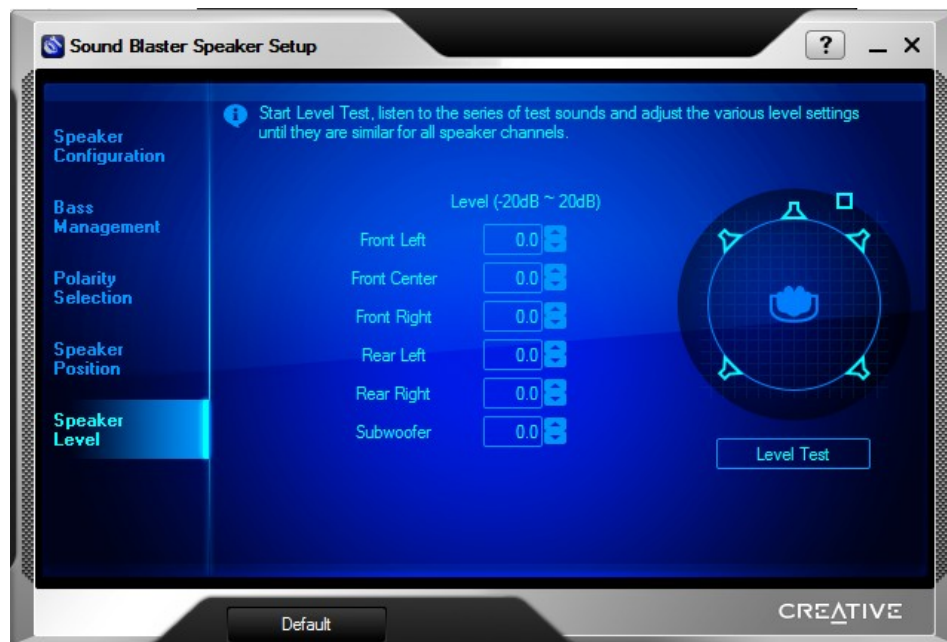 Sound Blaster Speaker Setup
?
Start Level Test, listen to the series of test sounds and adjust the various level settings
until they are similar for all speaker channels.
Speaker
Configuration
Bass
Management
Polarity
Selection
Speaker
Position
Speaker
Level
Level (-20dB ~ 20dB)
Front Left 0.0
Front Center 0.0
Front Right 0.0
Rear Left 0.0
Rear Right 0.0
Subwoofer 0.0
Level Test
Default
CREATIVE